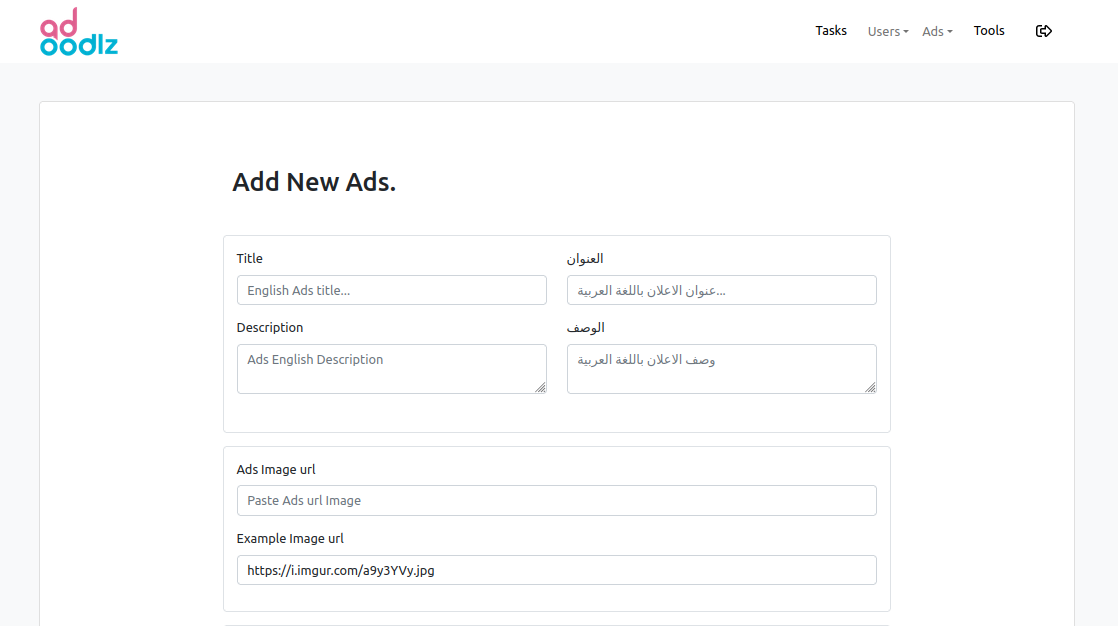 ad
oodlz
Tasks Users Ads Tools
Add New Ads.
Title العنوان
English Ads title... عنوان الاعلان باللغة العربية...
Description الوصف
Ads English Description وصف الاعلان باللغة العربية
Ads Image url
Paste Ads url Image
Example Image url
https://i.imgur.com/a9y3YVy.jpg